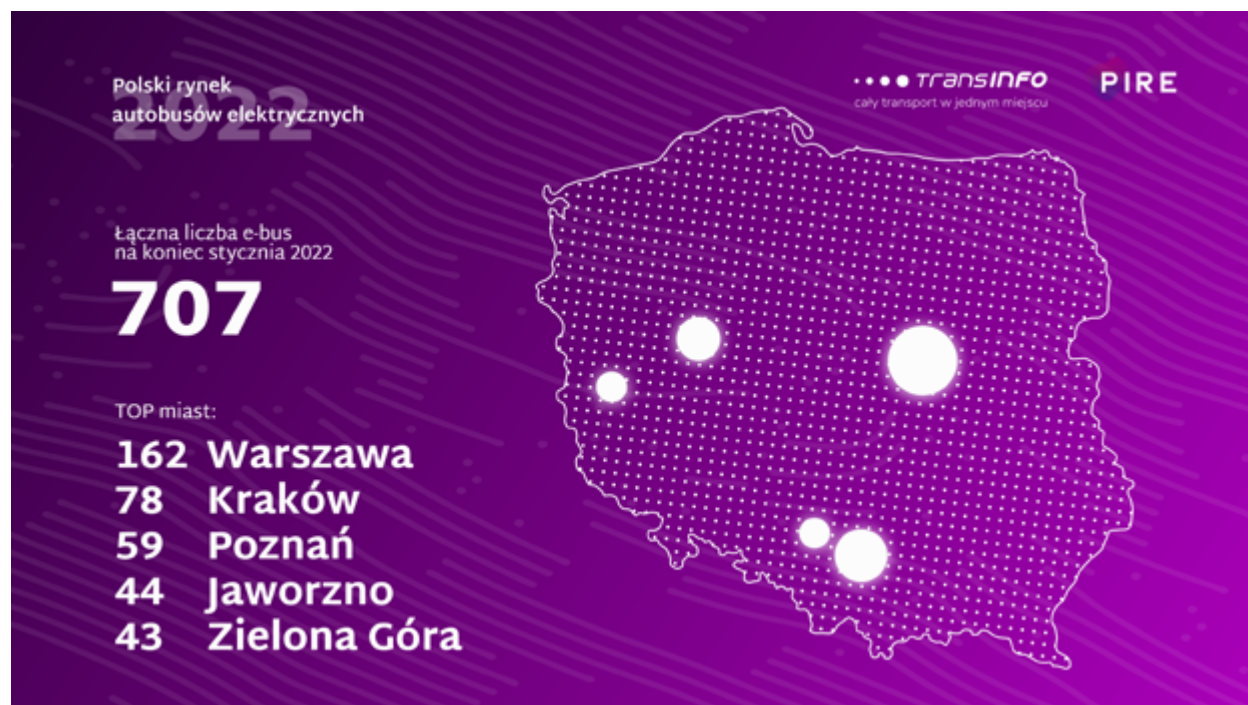 Polski rynek
2022
autobusów elektrycznych
transINFO
cały transport w jednym miejscu
PIRE
Łączna liczba e-bus
na koniec stycznia 2022
707
TOP miast:
162 Warszawa
78 Kraków
59 Poznań
44 Jaworzno
43 Zielona Góra